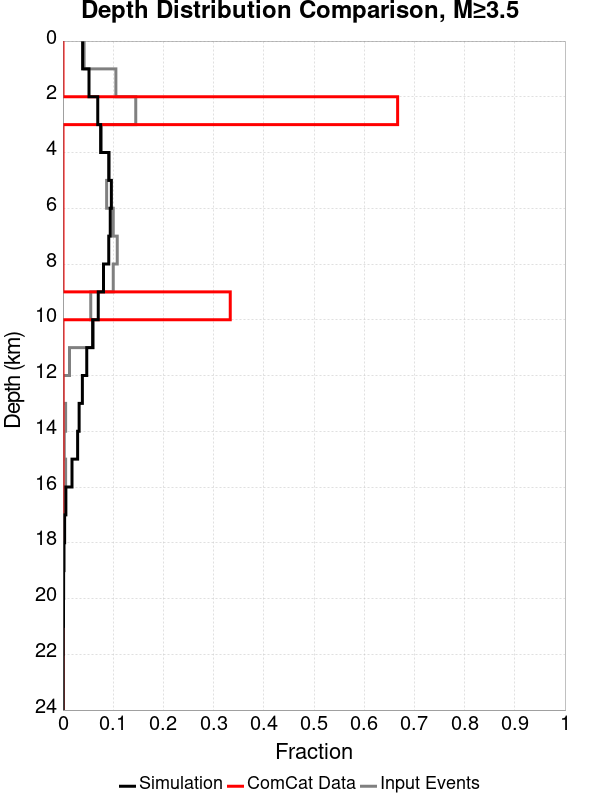 Depth Distribution Comparison, M≥3.5
0
2
4
6
8
10
12
14
16
18
20
22
24
Depth (km)
0 0.1 0.2 0.3 0.4 0.5 0.6 0.7 0.8 0.9 1
Fraction
Simulation ComCat Data Input Events